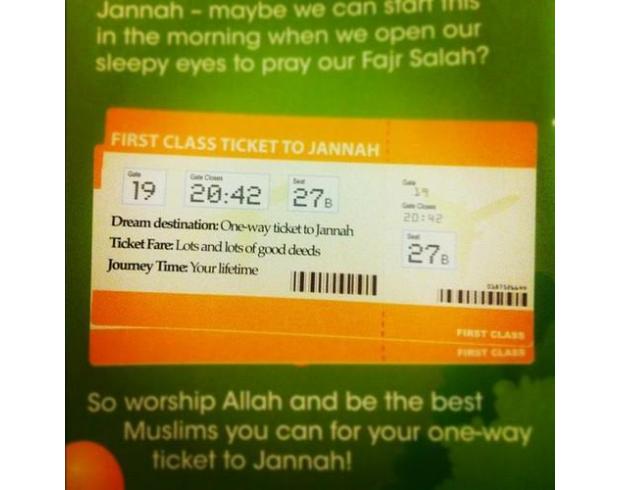 Jannah – maybe we can start this
in the morning when we open our
sleepy eyes to pray our Fajr Salah?
FIRST CLASS TICKET TO JANNAH
Gate
19
Gate Closes
20:42
Seat
27B
Dream destination: One-way ticket to Jannah
Ticket Fare: Lots and lots of good deeds
Journey Time: Your lifetime
Gate
19
Gate Closes
20:42
Seat
27B
FIRST CLASS
FIRST CLASS
So worship Allah and be the best
Muslims you can for your one-way
ticket to Jannah!